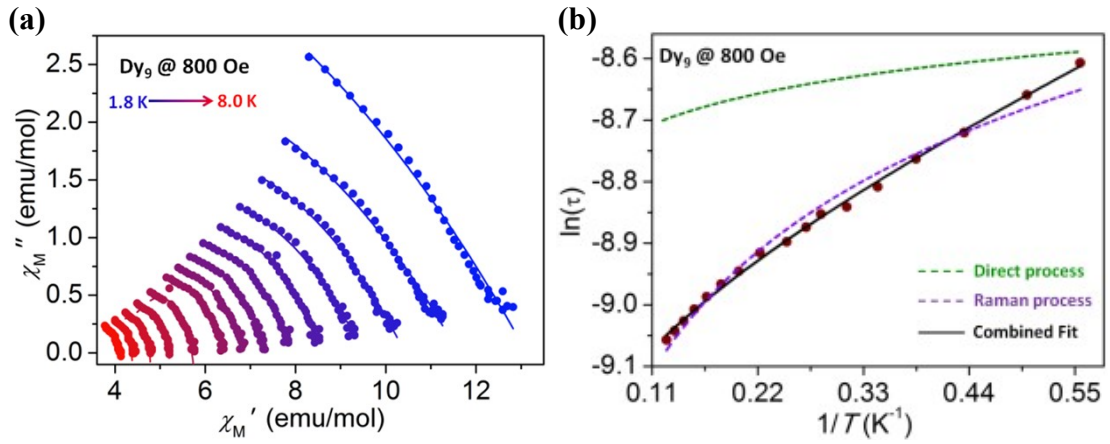 (a)
2.5
2.0
1.5
1.0
0.5
0.0
χM″ (emu/mol)
Dy9 @ 800 Oe
1.8 K 8.0 K
4 6 8 10 12
χM′ (emu/mol)
(b)
-8.6
-8.7
-8.8
-8.9
-9.0
-9.1
ln(τ)
Dy9 @ 800 Oe
Direct process
Raman process
Combined Fit
0.11 0.22 0.33 0.44 0.55
1/T (K-1)